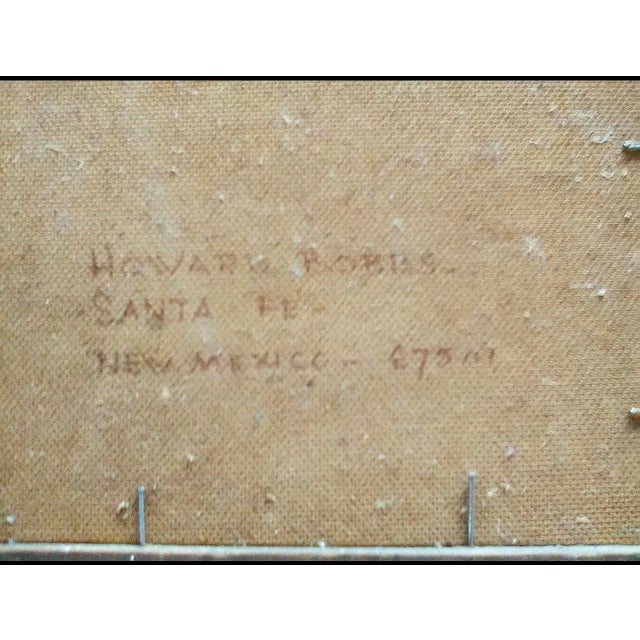 HOWARD BOBBS-
SANTA FE-
NEW MEXICO - 87501